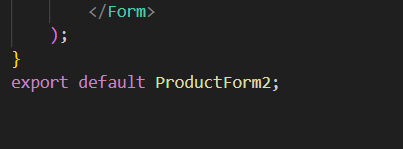 </Form>
);
}
export default ProductForm2;